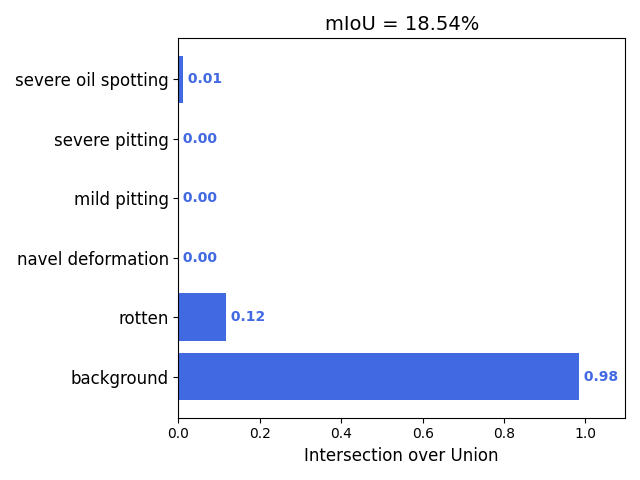 mIoU = 18.54%
severe oil spotting 0.01
severe pitting 0.00
mild pitting 0.00
navel deformation 0.00
rotten 0.12
background 0.98
0.0 0.2 0.4 0.6 0.8 1.0
Intersection over Union